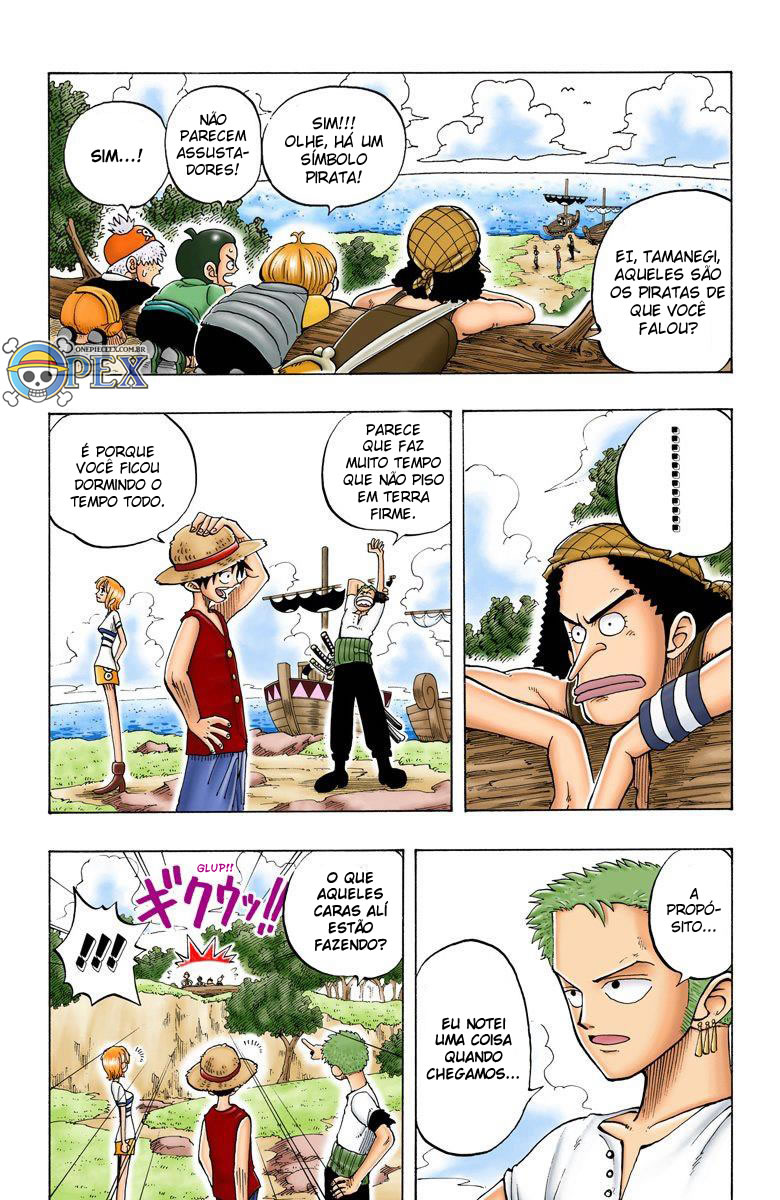 EI, TAMANEGI,
AQUELES SÃO
OS PIRATAS DE
QUE VOCÊ
FALOU?
SIM!!!
OLHE, HÁ UM
SÍMBOLO
PIRATA!
NÃO
PARECEM
ASSUSTA-
DORES!
SIM...!
ONEPIECEEX.COM.BR
OPEX
PARECE
QUE FAZ
MUITO TEMPO
QUE NÃO PISO
EM TERRA
FIRME.
É PORQUE
VOCÊ FICOU
DORMINDO O
TEMPO TODO.
A
PROPÓ-
SITO...
EU NOTEI
UMA COISA
QUANDO
CHEGAMOS...
O QUE
AQUELES
CARAS ALÍ
ESTÃO
FAZENDO?
GLUP!!
ギクウッ!!
!!!